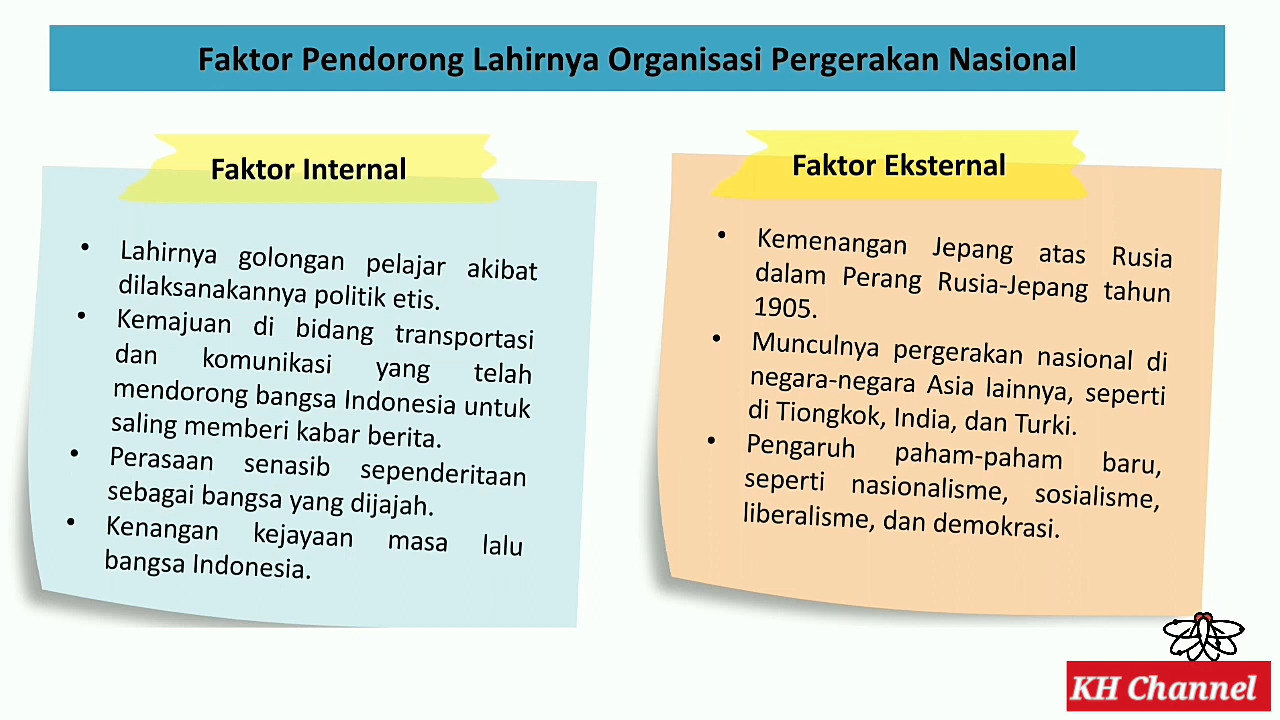 Faktor Pendorong Lahirnya Organisasi Pergerakan Nasional
Faktor Internal
• Lahirnya golongan pelajar akibat
dilaksanakannya politik etis.
• Kemajuan di bidang transportasi
dan komunikasi yang telah
mendorong bangsa Indonesia untuk
saling memberi kabar berita.
• Perasaan senasib sependeritaan
sebagai bangsa yang dijajah.
• Kenangan kejayaan masa lalu
bangsa Indonesia.
Faktor Eksternal
• Kemenangan Jepang atas Rusia
dalam Perang Rusia-Jepang tahun
1905.
• Munculnya pergerakan nasional di
negara-negara Asia lainnya, seperti
di Tiongkok, India, dan Turki.
• Pengaruh paham-paham baru,
seperti nasionalisme, sosialisme,
liberalisme, dan demokrasi.
KH Channel